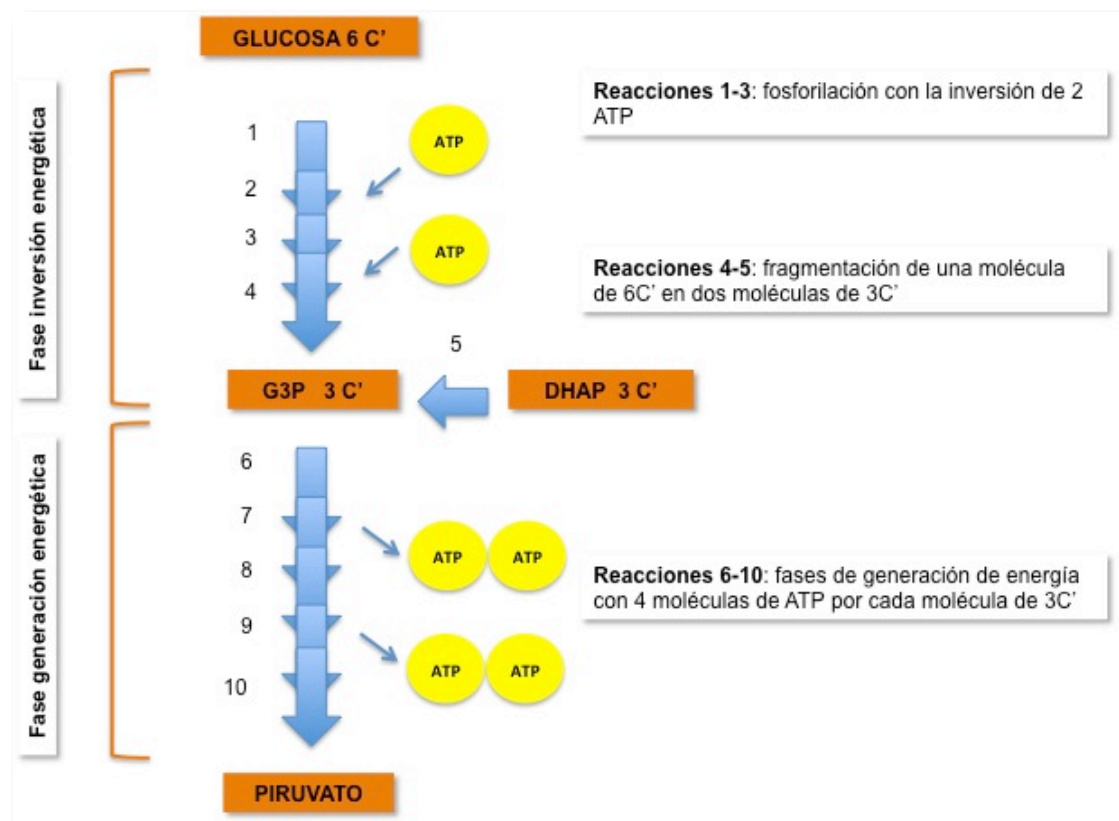 GLUCOSA 6 C'
Fase inversión energética
1
2
3
4
ATP
ATP
Reacciones 1-3: fosforilación con la inversión de 2
ATP
Reacciones 4-5: fragmentación de una molécula
de 6C' en dos moléculas de 3C'
5
G3P 3 C'
DHAP 3 C'
Fase generación energética
6
7
8
9
10
ATP ATP
ATP ATP
Reacciones 6-10: fases de generación de energía
con 4 moléculas de ATP por cada molécula de 3C'
PIRUVATO